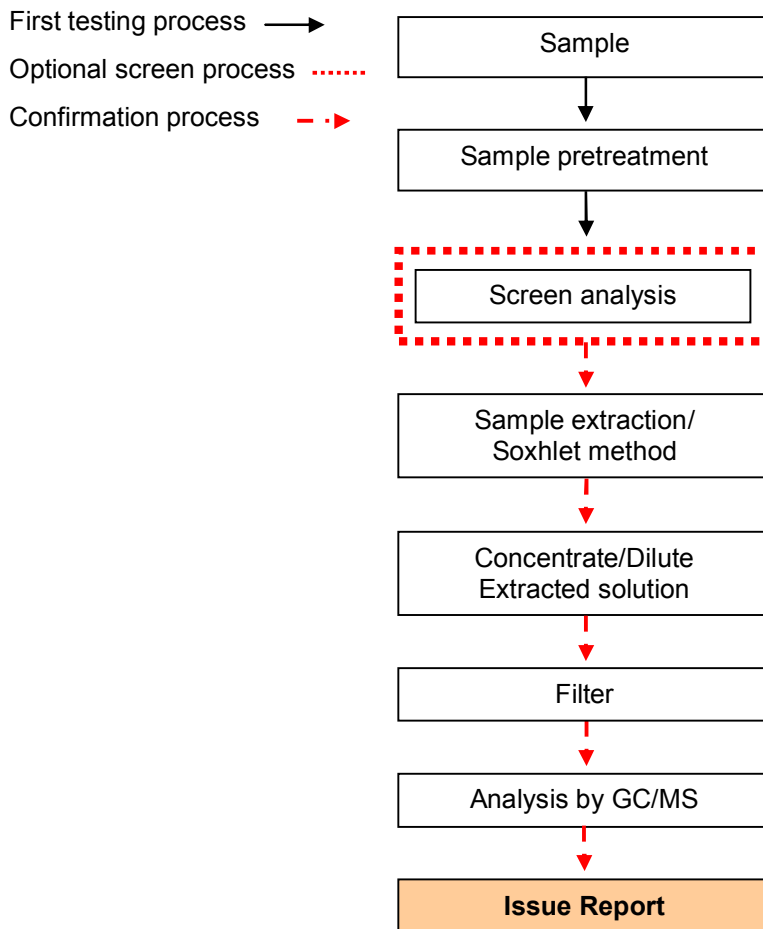 First testing process
Optional screen process
Confirmation process
Sample
Sample pretreatment
Screen analysis
Sample extraction/
Soxhlet method
Concentrate/Dilute
Extracted solution
Filter
Analysis by GC/MS
Issue Report